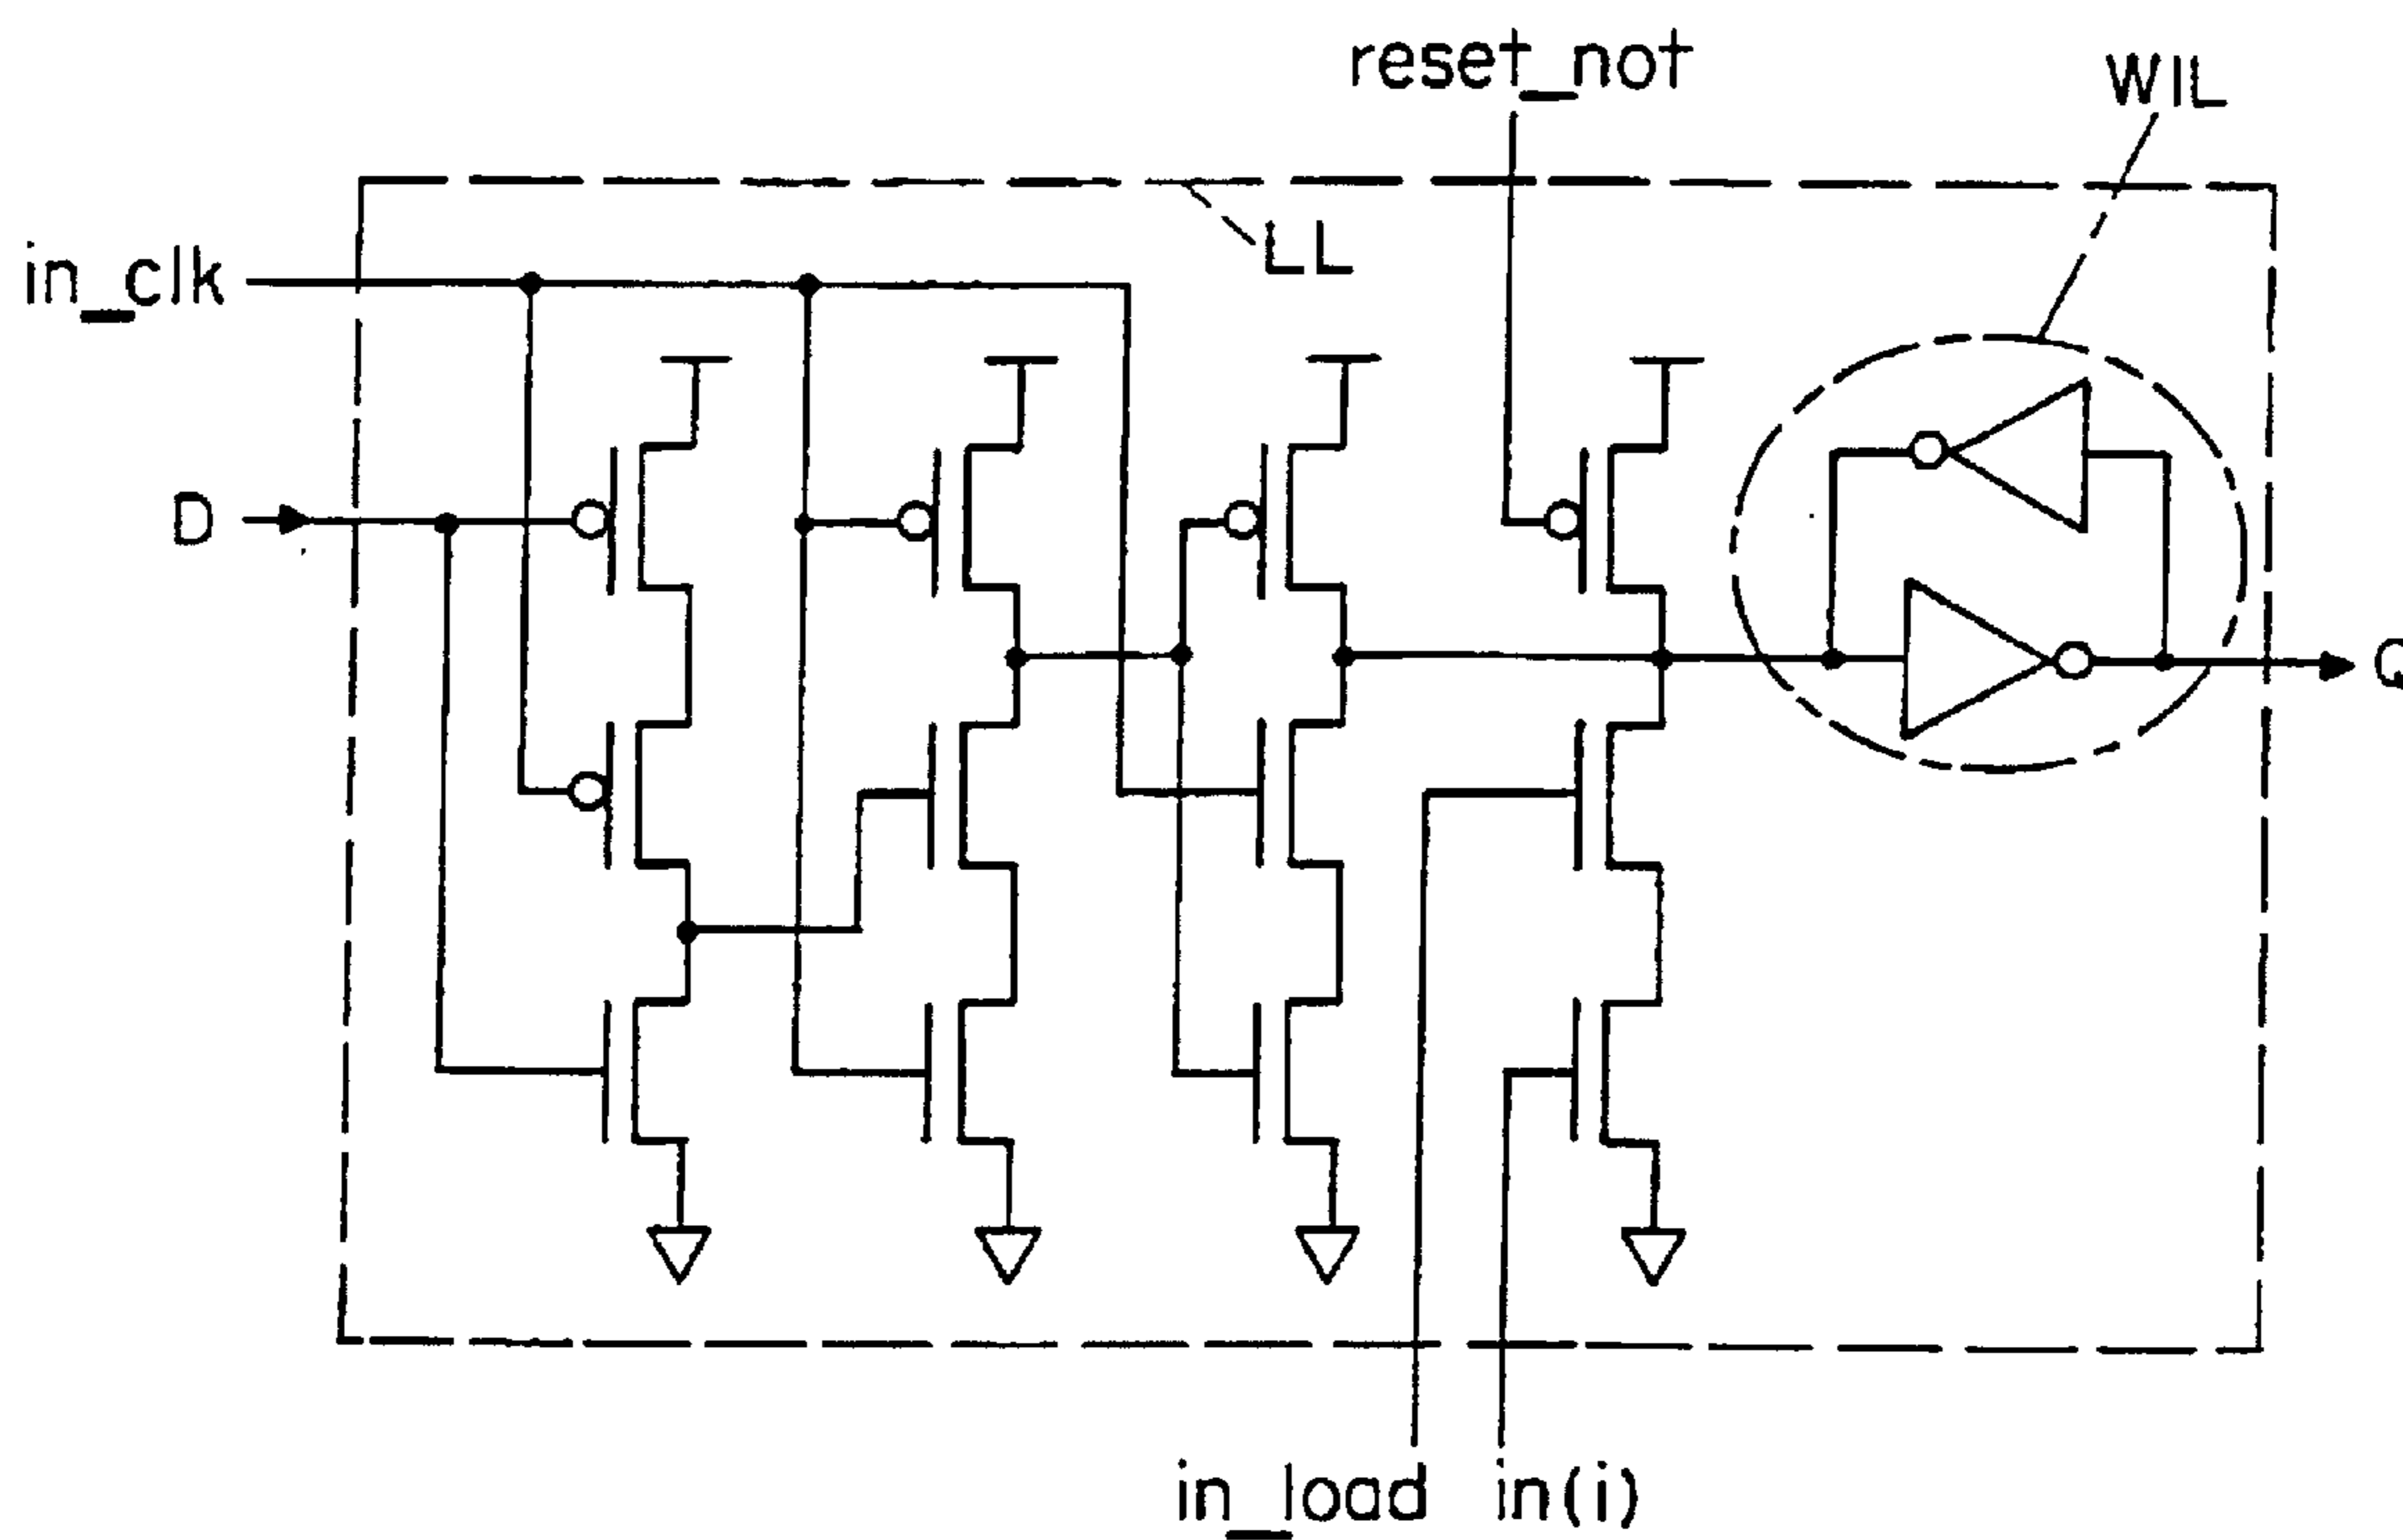 reset_not
WIL
LL
in_clk
D
Q
in_load
in(i)